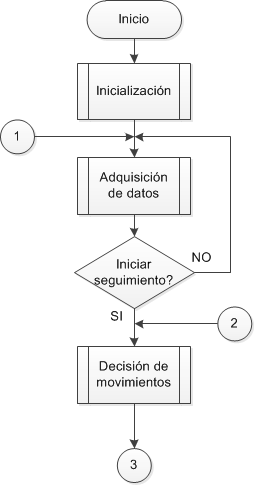 Inicio
Inicialización
1
Adquisición
de datos
Iniciar
seguimiento?
NO
SI
2
Decisión de
movimientos
3